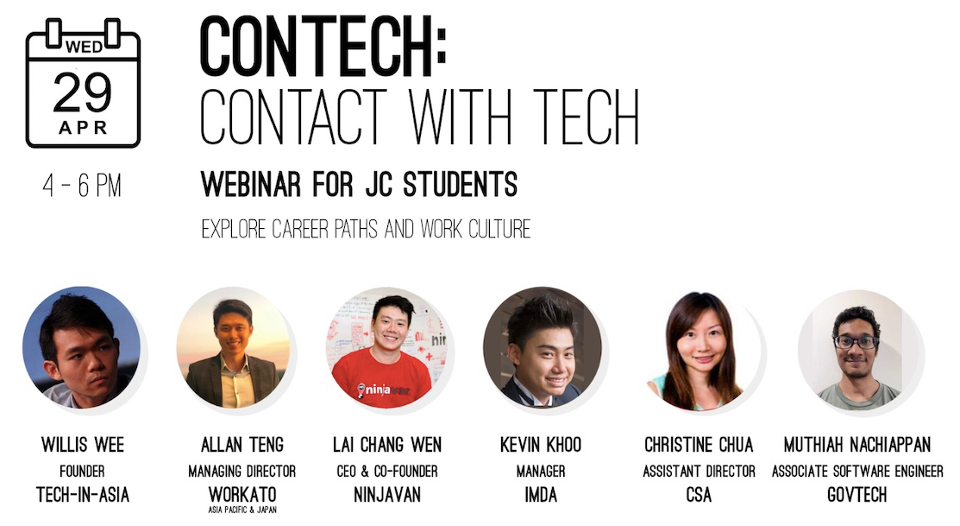 WED
29
APR
4 - 6 PM
CONTECH:
CONTACT WITH TECH
WEBINAR FOR JC STUDENTS
EXPLORE CAREER PATHS AND WORK CULTURE
ninja
WILLIS WEE
FOUNDER
TECH-IN-ASIA
ALLAN TENG
MANAGING DIRECTOR
WORKATO
ASIA PACIFIC & JAPAN
LAI CHANG WEN
CEO & CO-FOUNDER
NINJAVAN
KEVIN KHOO
MANAGER
IMDA
CHRISTINE CHUA
ASSISTANT DIRECTOR
CSA
MUTHIAH NACHIAPPAN
ASSOCIATE SOFTWARE ENGINEER
GOVTECH